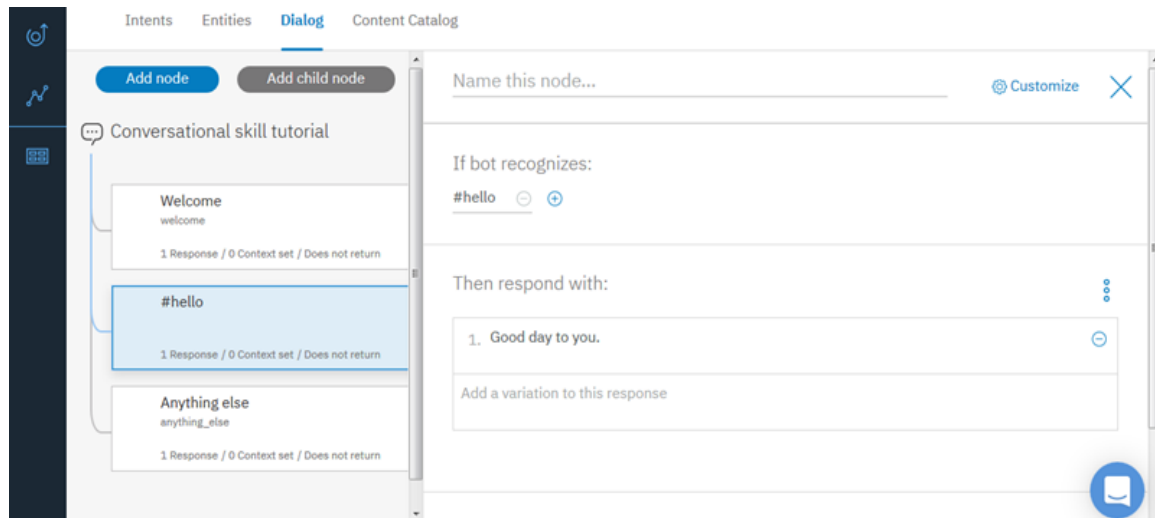 Intents Entities Dialog Content Catalog
Add node Add child node
Conversational skill tutorial
Welcome
welcome
1 Response / 0 Context set / Does not return
#hello
1 Response / 0 Context set / Does not return
Anything else
anything_else
1 Response / 0 Context set / Does not return
Name this node...
Customize
If bot recognizes:
#hello
Then respond with:
1. Good day to you.
Add a variation to this response